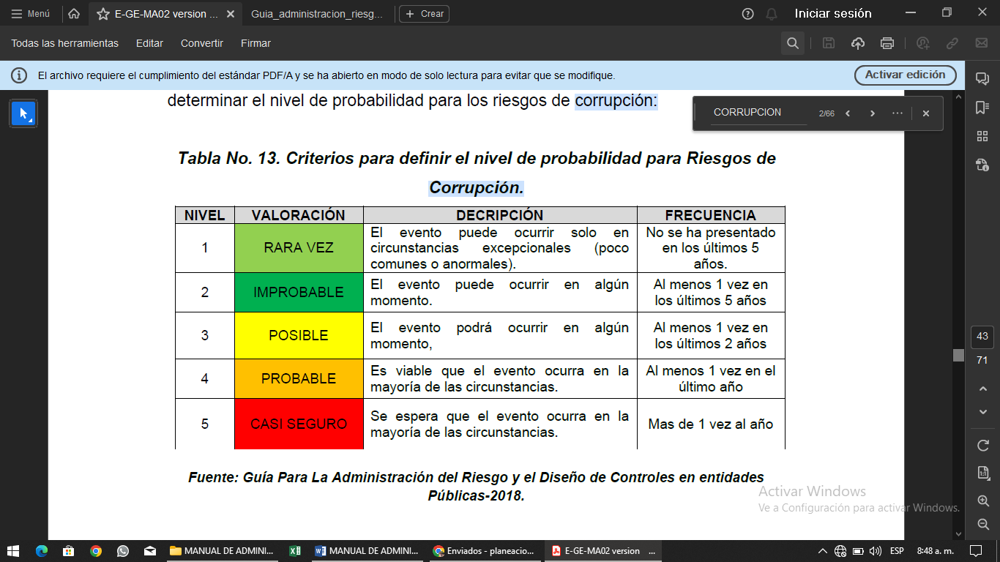 Menú
E-GE-MA02 version ...
Guia_administracion_riesg...
Crear
Iniciar sesión
Todas las herramientas
Editar
Convertir
Firmar
El archivo requiere el cumplimiento del estándar PDF/A y se ha abierto en modo de solo lectura para evitar que se modifique.
Activar edición
determinar el nivel de probabilidad para los riesgos de corrupción:
CORRUPCION
2/66
Tabla No. 13. Criterios para definir el nivel de probabilidad para Riesgos de
Corrupción.
NIVEL VALORACIÓN DECRIPCIÓN FRECUENCIA
1
RARA VEZ
El evento puede ocurrir solo en
circunstancias excepcionales (poco
comunes o anormales).
No se ha presentado
en los últimos 5
años.
2
IMPROBABLE
El evento puede ocurrir en algún
momento.
Al menos 1 vez en
los últimos 5 años
3
POSIBLE
El evento podrá ocurrir en algún
momento,
Al menos 1 vez en
los últimos 2 años
4
PROBABLE
Es viable que el evento ocurra en la
mayoría de las circunstancias.
Al menos 1 vez en el
último año
5
CASI SEGURO
Se espera que el evento ocurra en la
mayoría de las circunstancias.
Mas de 1 vez al año
Fuente: Guía Para La Administración del Riesgo y el Diseño de Controles en entidades
Públicas-2018.
43
71
1:1
Activar Windows
Ve a Configuración para activar Windows.
MANUAL DE ADMINI...
MANUAL DE ADMINI...
Enviados - planeacio...
E-GE-MA02 version ...
ESP
8:48 a. m.